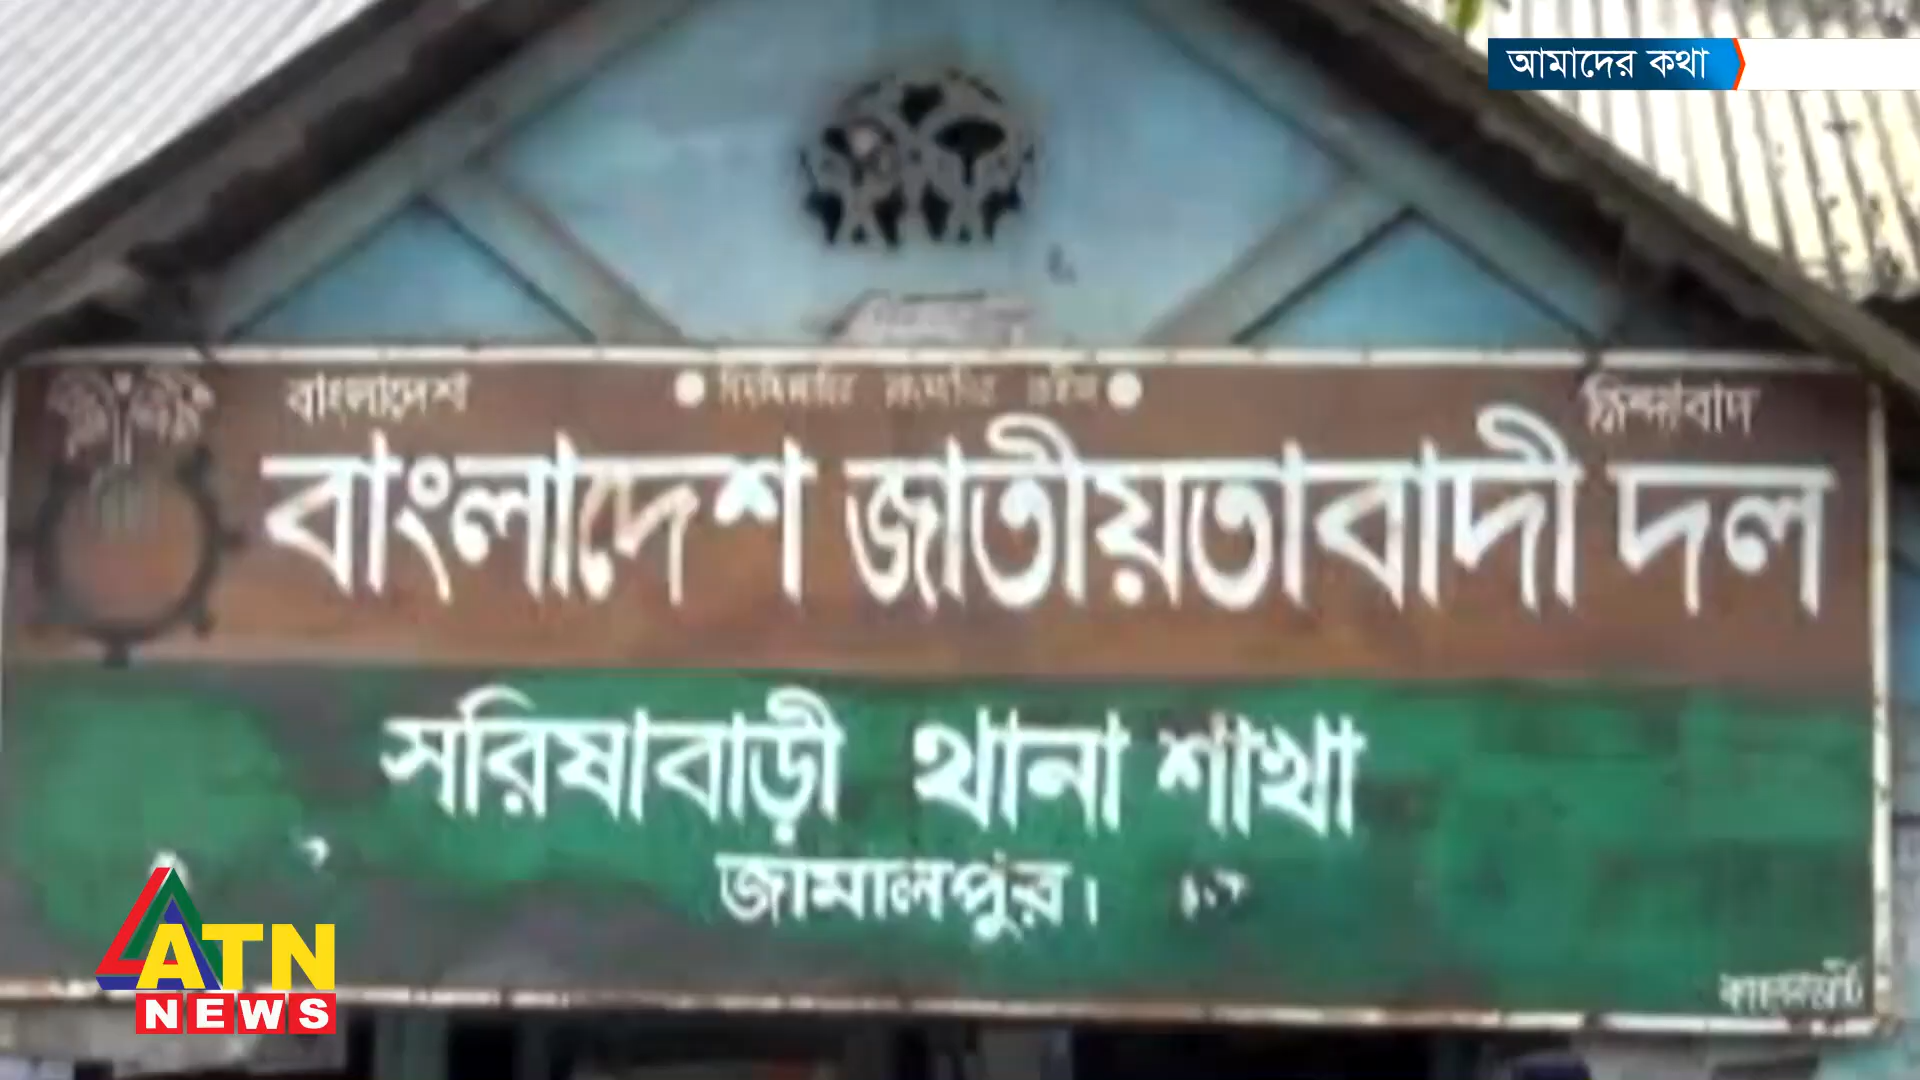 আমাদের কথা
বাংলাদেশ জিন্দাবাদ
বাংলাদেশ জাতীয়তাবাদী দল
সরিষাবাড়ী থানা শাখা
জামালপুর।
ATN
NEWS